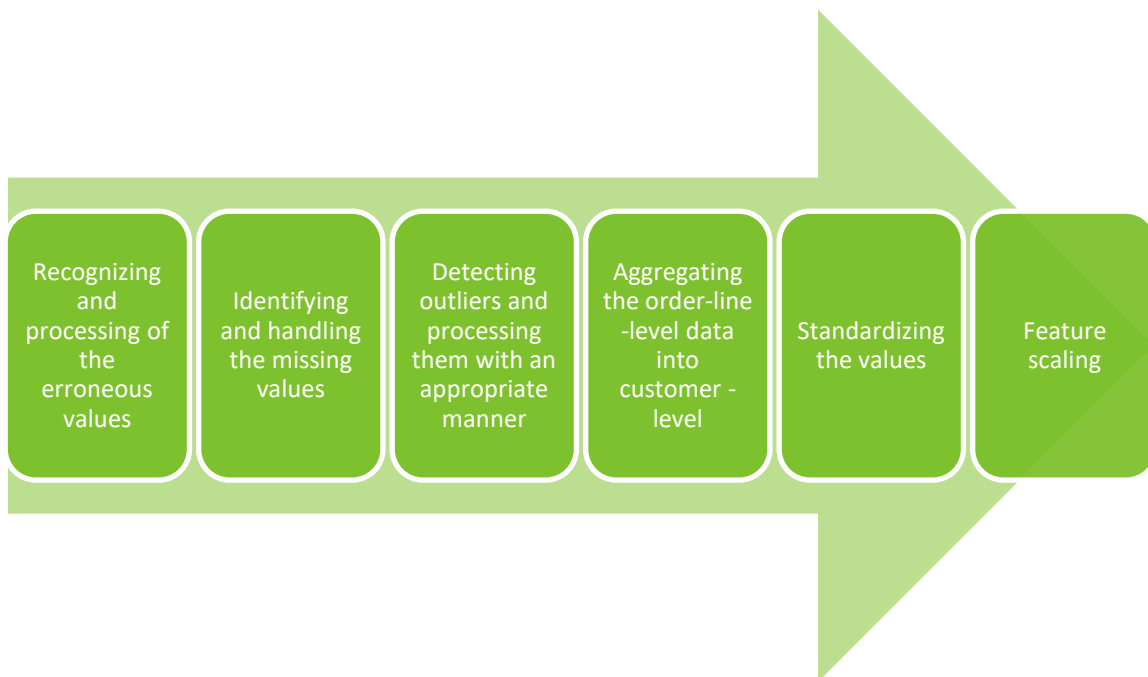 Recognizing
and
processing of
the
erroneous
values
Identifying
and handling
the missing
values
Detecting
outliers and
processing
them with an
appropriate
manner
Aggregating
the order-line
-level data
into
customer -
level
Standardizing
the values
Feature
scaling